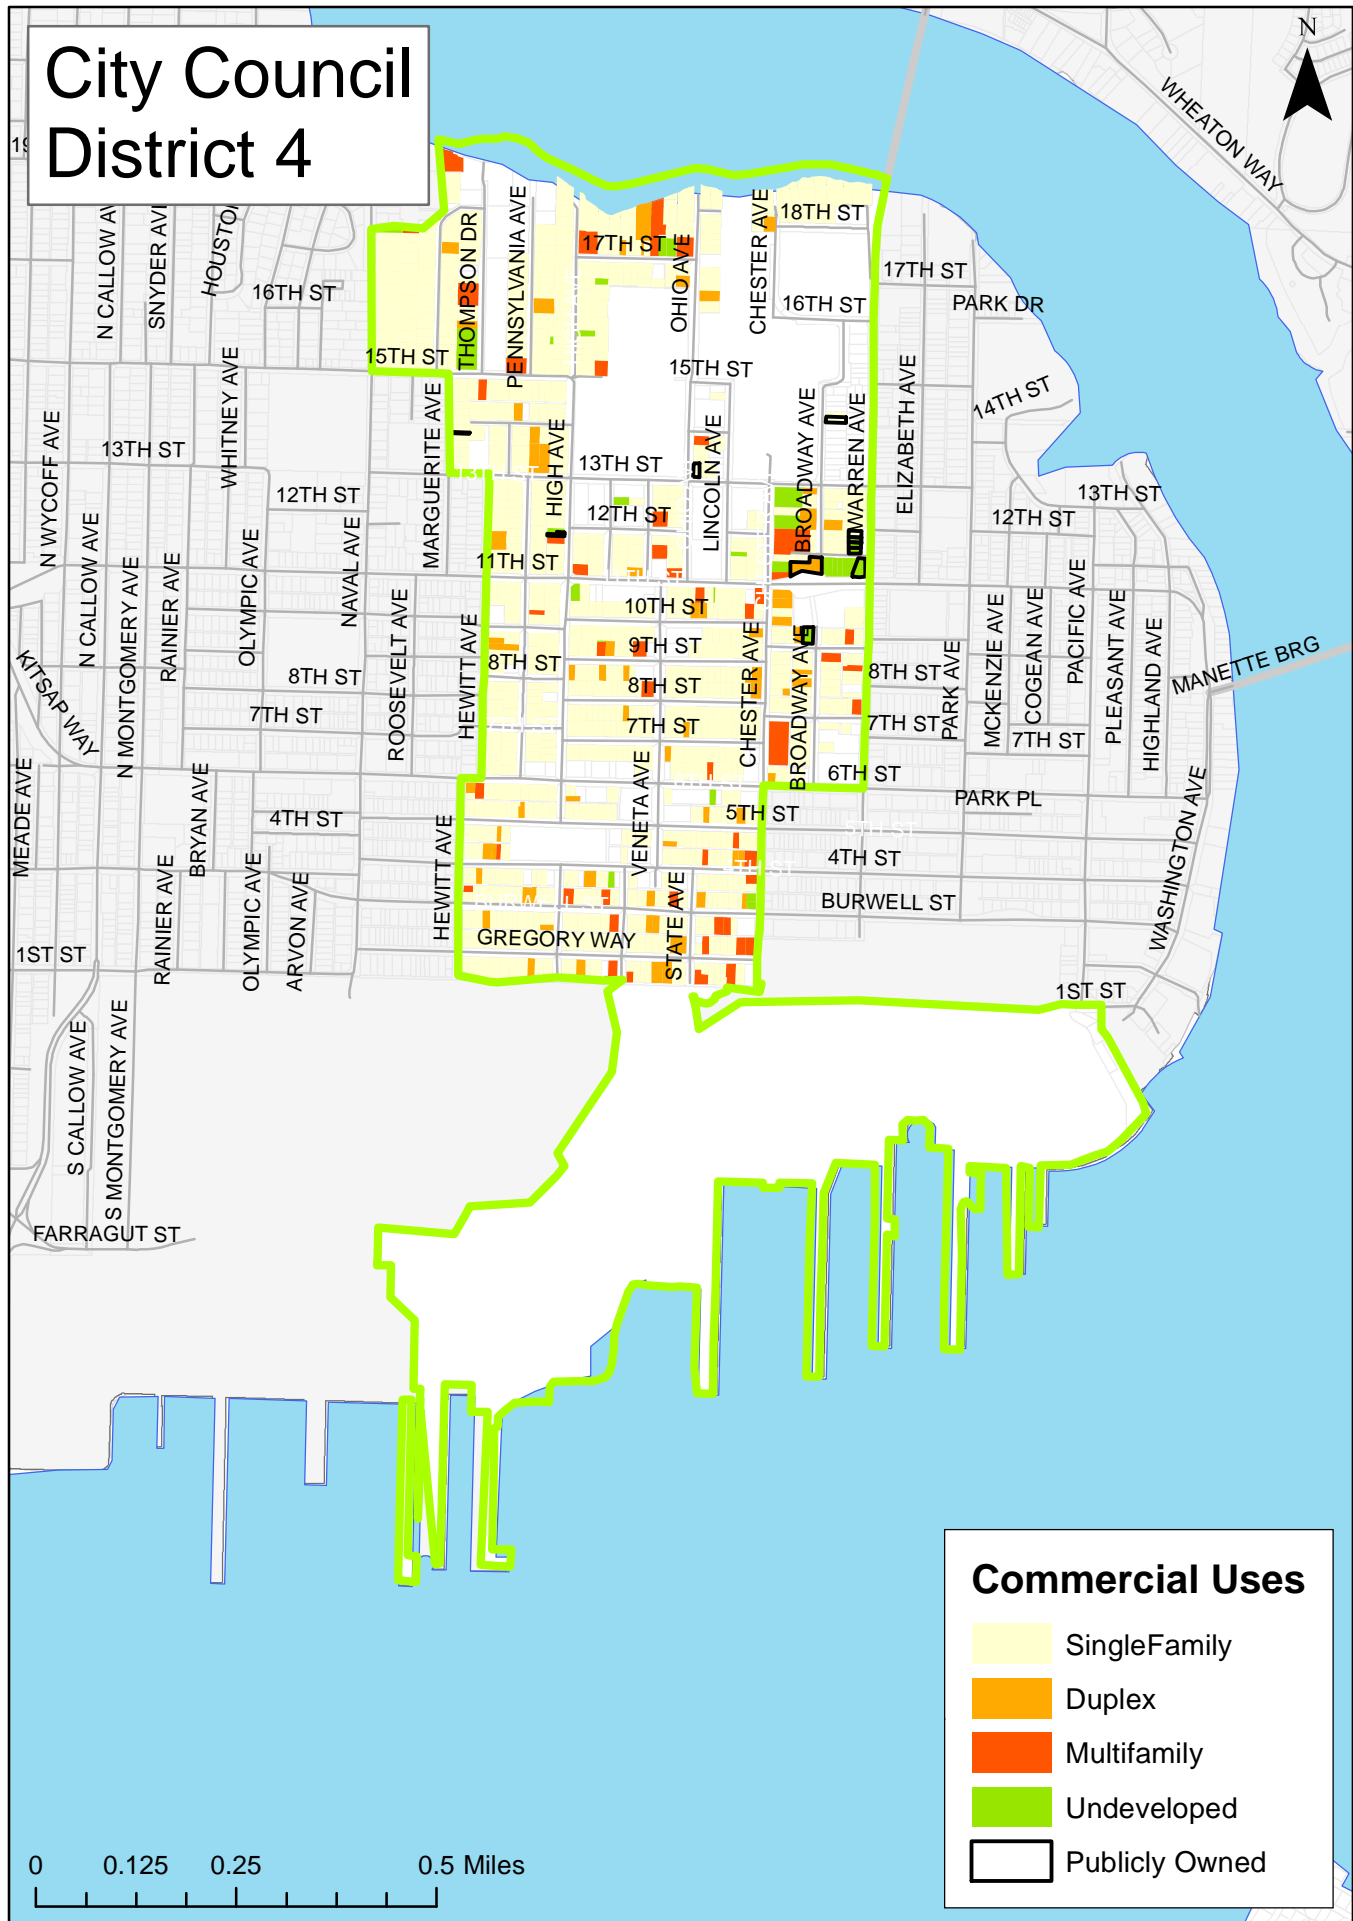 City Council
District 4
N
WHEATON WAY
N CALLOW AV
SNYDER AVE
HOUSTON
THOMPSON DR
PENNSYLVANIA AVE
17TH ST
OHIO AVE
CHESTER AVE
18TH ST
17TH ST
16TH ST
16TH ST
PARK DR
15TH ST
15TH ST
14TH ST
N WYCOFF AVE
WHITNEY AVE
MARGUERITE AVE
HIGH AVE
LINCOLN AVE
BROADWAY AVE
WARREN AVE
ELIZABETH AVE
13TH ST
13TH ST
13TH ST
12TH ST
12TH ST
12TH ST
N CALLOW AVE
N MONTGOMERY AVE
RAINIER AVE
OLYMPIC AVE
NAVAL AVE
ROOSEVELT AVE
HEWITT AVE
11TH ST
10TH ST
9TH ST
8TH ST
8TH ST
8TH ST
8TH ST
7TH ST
7TH ST
7TH ST
7TH ST
CHESTER AVE
BROADWAY AVE
PARK AVE
MCKENZIE AVE
COGEAN AVE
PACIFIC AVE
PLEASANT AVE
HIGHLAND AVE
MANETTE BRG
KITSAP WAY
6TH ST
PARK PL
5TH ST
5TH ST
MEADE AVE
BRYAN AVE
4TH ST
4TH ST
4TH ST
HEWITT AVE
VENETA AVE
STATE AVE
BURWELL ST
BURWELL ST
WASHINGTON AVE
RAINIER AVE
OLYMPIC AVE
ARVON AVE
GREGORY WAY
1ST ST
1ST ST
S CALLOW AVE
S MONTGOMERY AVE
FARRAGUT ST
Commercial Uses
SingleFamily
Duplex
Multifamily
Undeveloped
Publicly Owned
0 0.125 0.25 0.5 Miles